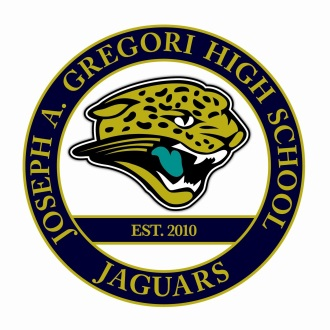 JOSEPH A. GREGORI HIGH SCHOOL
EST. 2010
JAGUARS